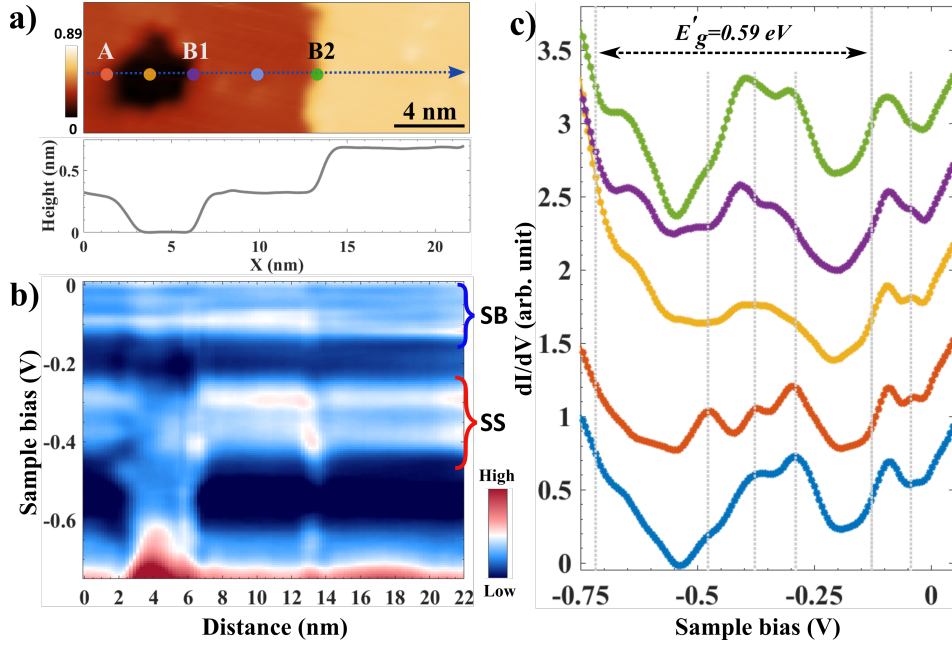 a)
0.89
0
A
B1
B2
4 nm
Height (nm)
0.5
0
0 5 10 15 20
X (nm)
b)
0
-0.2
-0.4
-0.6
Sample bias (V)
SB
SS
High
Low
0 2 4 6 8 10 12 13 14 16 18 20 22
Distance (nm)
c)
E'g=0.59 eV
3.5
3
2.5
2
1.5
1
0.5
0
dI/dV (arb. unit)
-0.75 -0.5 -0.25 0
Sample bias (V)